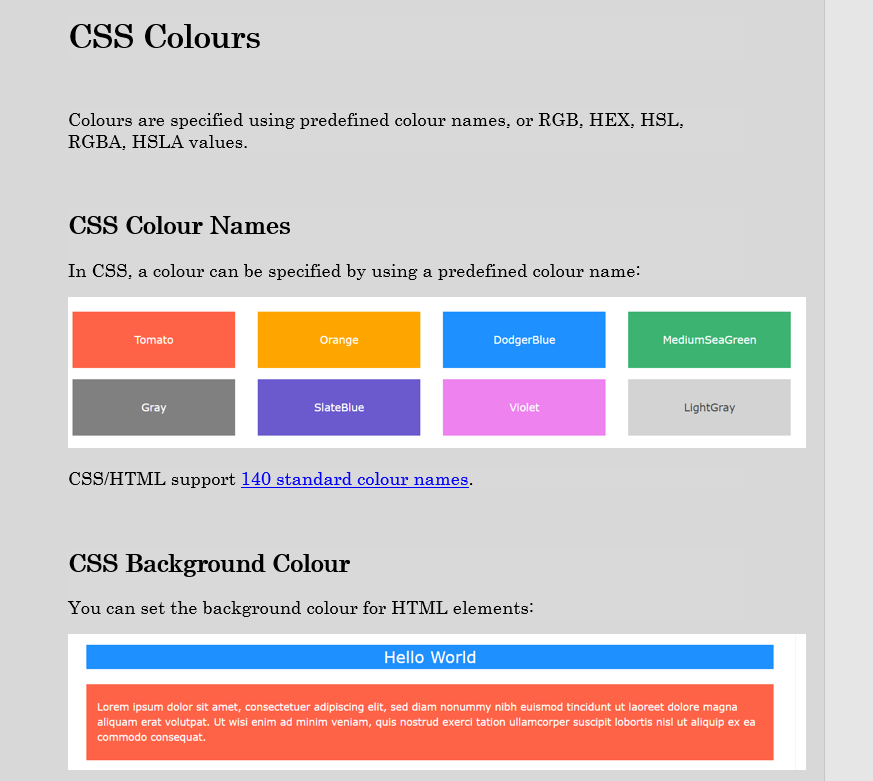 CSS Colours
Colours are specified using predefined colour names, or RGB, HEX, HSL,
RGBA, HSLA values.
CSS Colour Names
In CSS, a colour can be specified by using a predefined colour name:
Tomato Orange DodgerBlue MediumSeaGreen
Gray SlateBlue Violet LightGray
CSS/HTML support 140 standard colour names.
CSS Background Colour
You can set the background colour for HTML elements:
Hello World
Lorem ipsum dolor sit amet, consectetuer adipiscing elit, sed diam nonummy nibh euismod tincidunt ut laoreet dolore magna
aliquam erat volutpat. Ut wisi enim ad minim veniam, quis nostrud exerci tation ullamcorper suscipit lobortis nisl ut aliquip ex ea
commodo consequat.